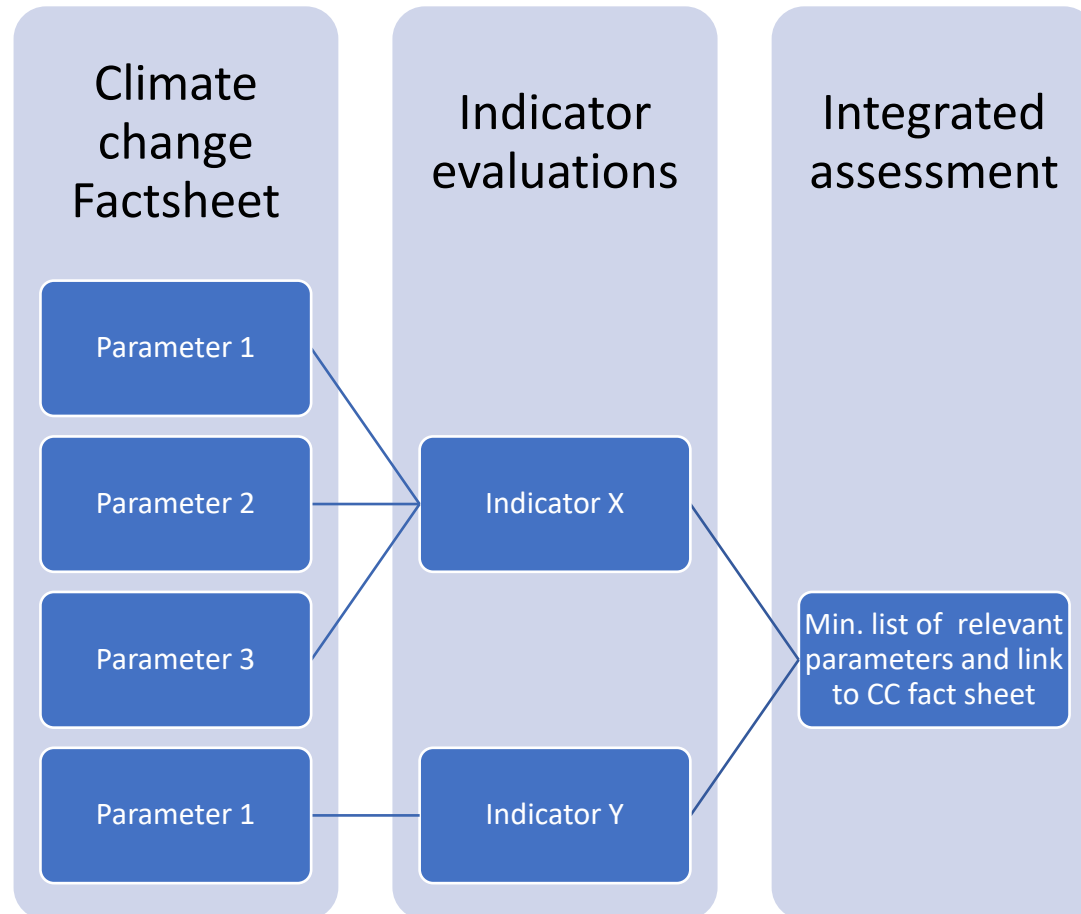 Climate
change
Factsheet
Indicator
evaluations
Integrated
assessment
Parameter 1
Parameter 2
Indicator X
Parameter 3
Min. list of relevant
parameters and link
to CC fact sheet
Parameter 1
Indicator Y